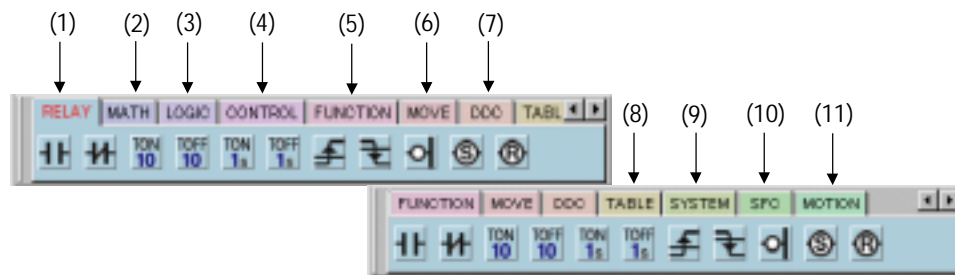 (1) (2) (3) (4) (5) (6) (7)
RELAY MATH LOGIC CONTROL FUNCTION MOVE DDC TABL
TON 10 TOFF 10 TON 1s TOFF 1s S R
(8) (9) (10) (11)
FUNCTION MOVE DDC TABLE SYSTEM SFC MOTION
TON 10 TOFF 10 TON 1s TOFF 1s S R